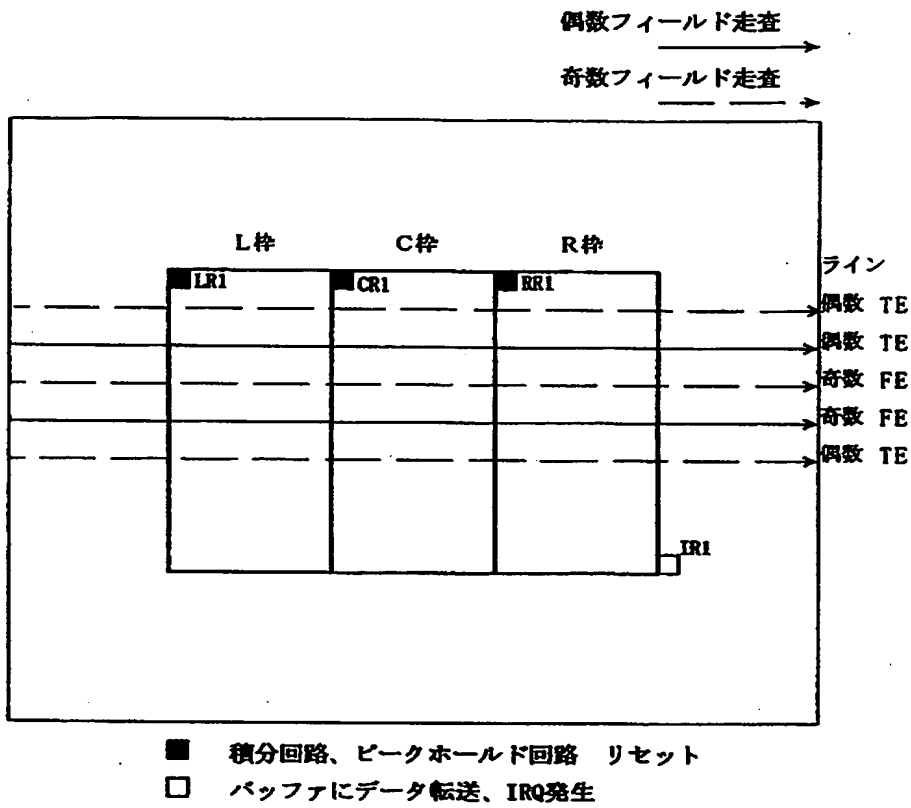 偶数フィールド走査
奇数フィールド走査
L枠 C枠 R枠
ライン
LR1 CR1 RR1
偶数 TE
偶数 TE
奇数 FE
奇数 FE
偶数 TE
IR1
積分回路、ピークホールド回路 リセット
バッファにデータ転送、IRQ発生